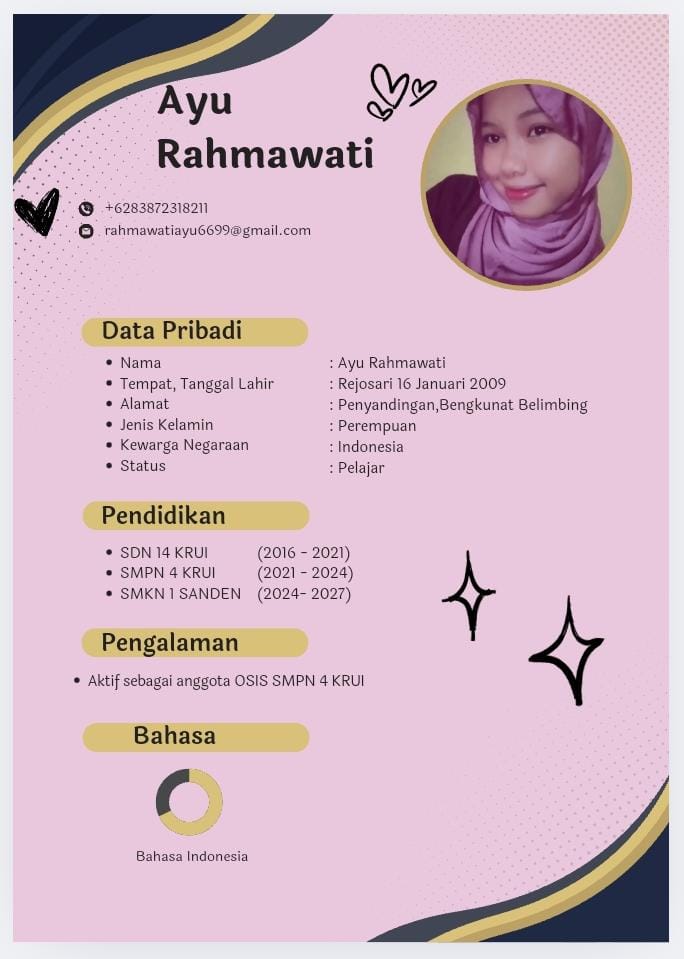 Ayu
Rahmawati
+6283872318211
rahmawatiayu6699@gmail.com
Data Pribadi
• Nama : Ayu Rahmawati
• Tempat, Tanggal Lahir : Rejosari 16 Januari 2009
• Alamat : Penyandingan,Bengkunat Belimbing
• Jenis Kelamin : Perempuan
• Kewarga Negaraan : Indonesia
• Status : Pelajar
Pendidikan
• SDN 14 KRUI (2016 - 2021)
• SMPN 4 KRUI (2021 - 2024)
• SMKN 1 SANDEN (2024- 2027)
Pengalaman
• Aktif sebagai anggota OSIS SMPN 4 KRUI
Bahasa
Bahasa Indonesia